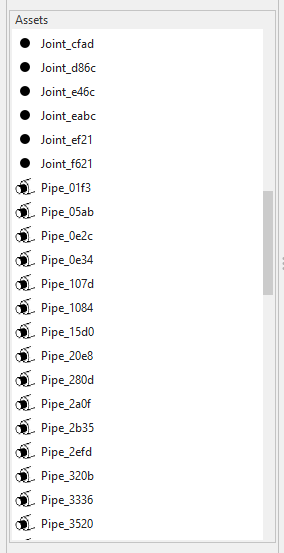 Assets
Joint_cfad
Joint_d86c
Joint_e46c
Joint_eabc
Joint_ef21
Joint_f621
Pipe_01f3
Pipe_05ab
Pipe_0e2c
Pipe_0e34
Pipe_107d
Pipe_1084
Pipe_15d0
Pipe_20e8
Pipe_280d
Pipe_2a0f
Pipe_2b35
Pipe_2efd
Pipe_320b
Pipe_3336
Pipe_3520